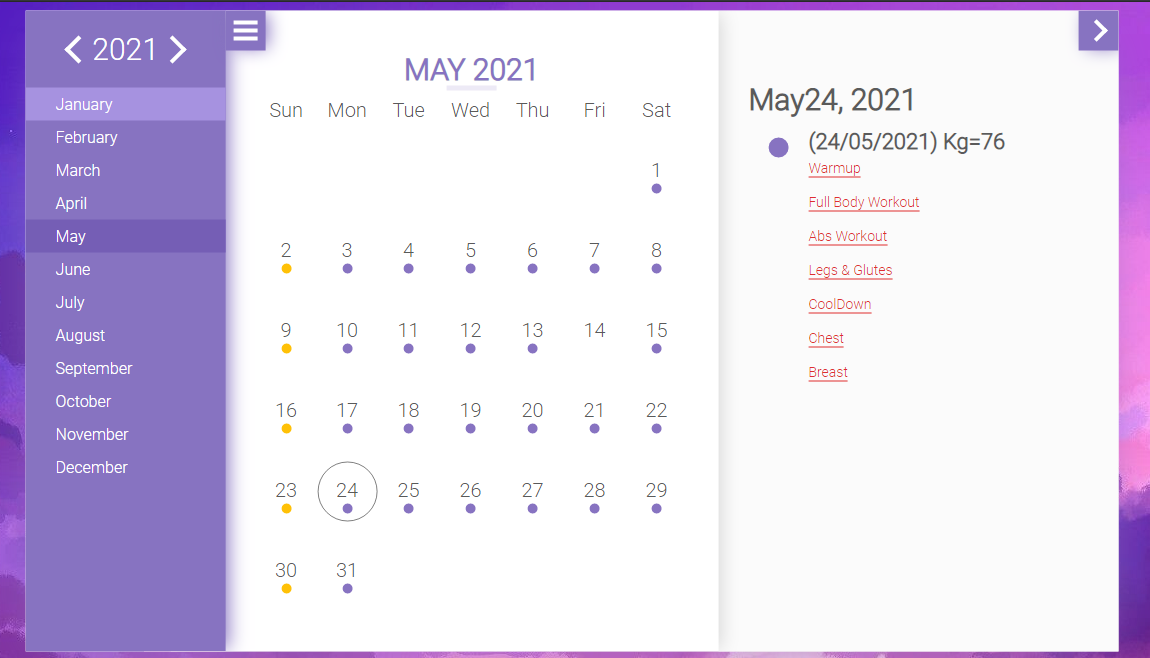 2021
January
February
March
April
May
June
July
August
September
October
November
December
MAY 2021
Sun Mon Tue Wed Thu Fri Sat
1
2 3 4 5 6 7 8
9 10 11 12 13 14 15
16 17 18 19 20 21 22
23 24 25 26 27 28 29
30 31
May24, 2021
(24/05/2021) Kg=76
Warmup
Full Body Workout
Abs Workout
Legs & Glutes
CoolDown
Chest
Breast